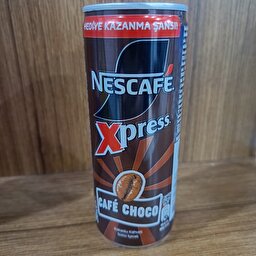 HEDİYE KAZANMA ŞANSI!
NESCAFÉ
Xpress
CAFÉ CHOCO